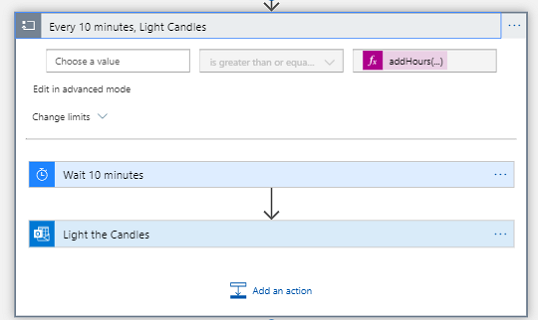 Every 10 minutes, Light Candles
Choose a value
is greater than or equa...
fx addHours(...)
Edit in advanced mode
Change limits
Wait 10 minutes
Light the Candles
Add an action